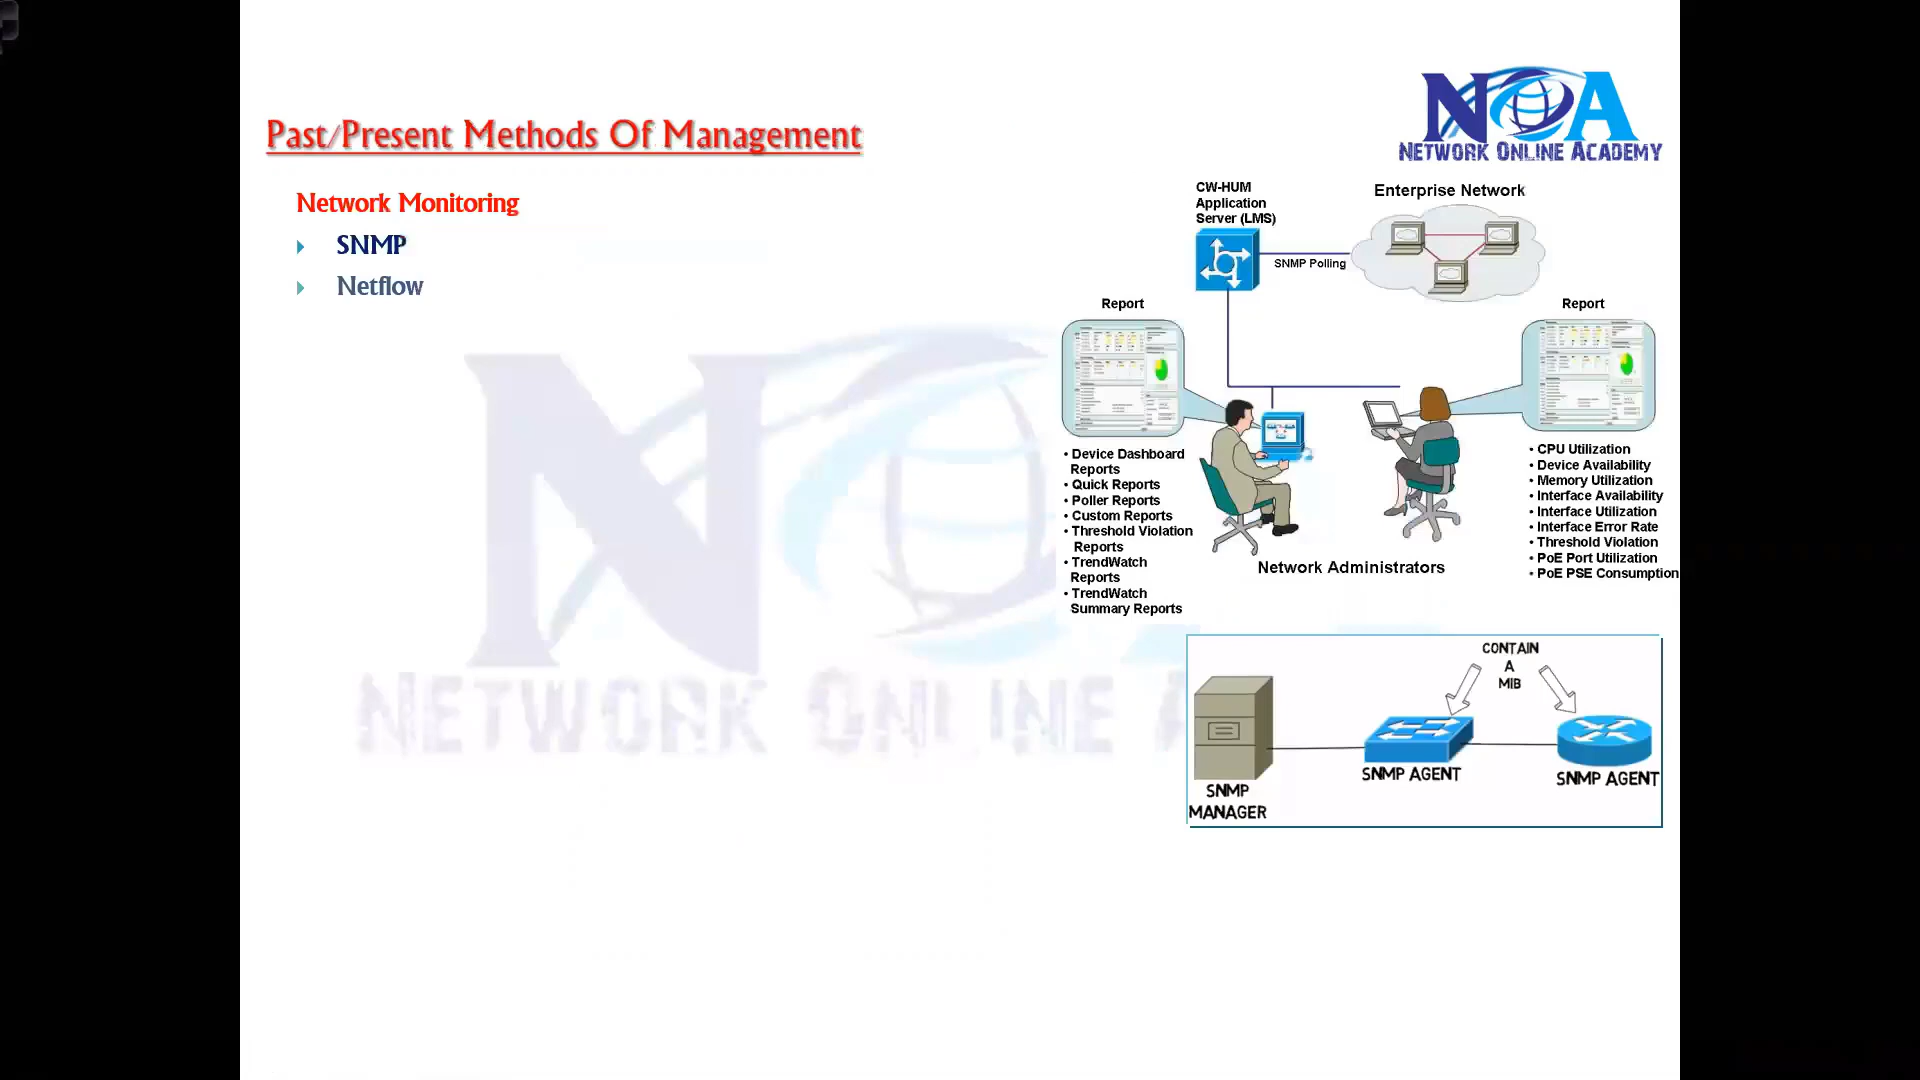 NOA
NETWORK ONLINE ACADEMY
Past/Present Methods Of Management
Network Monitoring
SNMP
Netflow
CW-HUM
Application
Server (LMS)
Enterprise Network
SNMP Polling
Report
Report
• Device Dashboard
Reports
• Quick Reports
• Poller Reports
• Custom Reports
• Threshold Violation
Reports
• TrendWatch
Reports
• TrendWatch
Summary Reports
• CPU Utilization
• Device Availability
• Memory Utilization
• Interface Availability
• Interface Utilization
• Interface Error Rate
• Threshold Violation
• PoE Port Utilization
• PoE PSE Consumption
Network Administrators
CONTAIN
A
MIB
SNMP
MANAGER
SNMP AGENT
SNMP AGENT
NETWORK ONLINE A